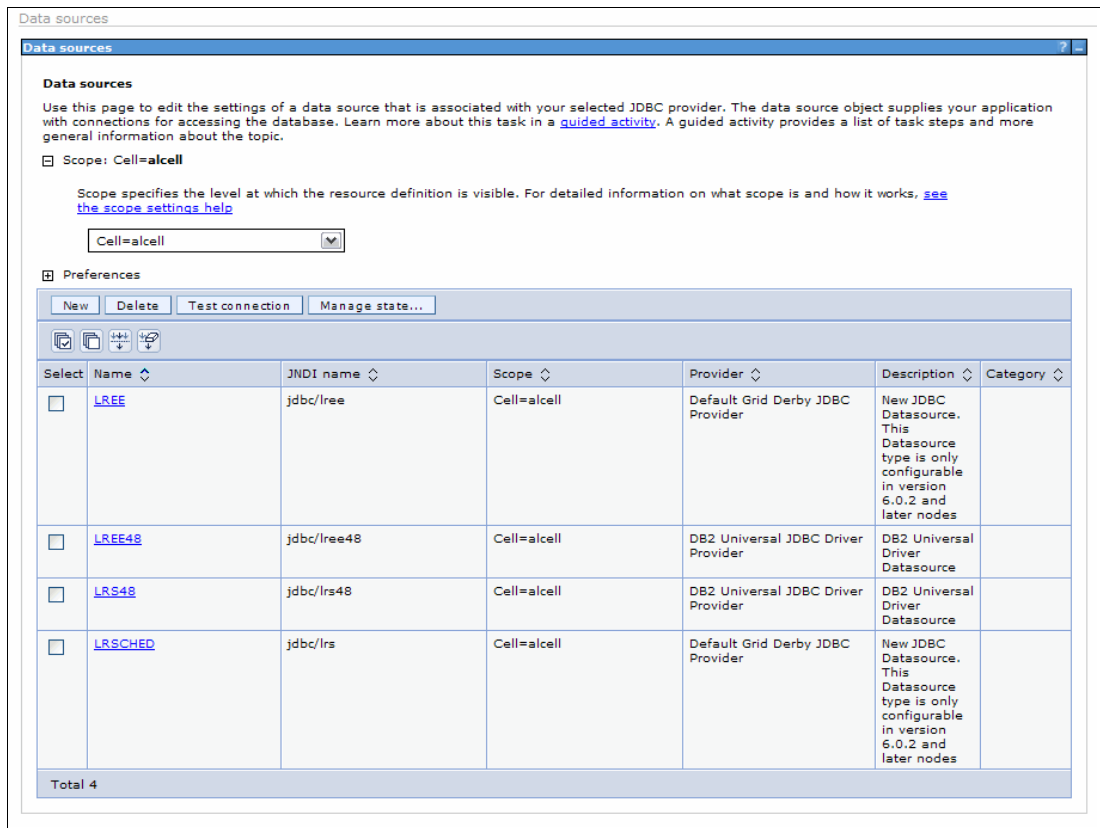 Data sources
Data sources ? _
Data sources
Use this page to edit the settings of a data source that is associated with your selected JDBC provider. The data source object supplies your application
with connections for accessing the database. Learn more about this task in a guided activity. A guided activity provides a list of task steps and more
general information about the topic.
Scope: Cell=alcell
Scope specifies the level at which the resource definition is visible. For detailed information on what scope is and how it works, see
the scope settings help
Cell=alcell
Preferences
New Delete Test connection Manage state...
Select Name JNDI name Scope Provider Description Category
LREE jdbc/lree Cell=alcell Default Grid Derby JDBC New JDBC
Provider Datasource.
This
Datasource
type is only
configurable
in version
6.0.2 and
later nodes
LREE48 jdbc/lree48 Cell=alcell DB2 Universal JDBC Driver DB2 Universal
Provider Driver
Datasource
LRS48 jdbc/lrs48 Cell=alcell DB2 Universal JDBC Driver DB2 Universal
Provider Driver
Datasource
LRSCHED jdbc/lrs Cell=alcell Default Grid Derby JDBC New JDBC
Provider Datasource.
This
Datasource
type is only
configurable
in version
6.0.2 and
later nodes
Total 4